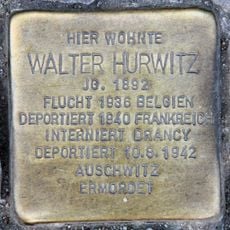 HIER WOHNTE
WALTER HURWITZ
JG. 1892
FLUCHT 1936 BELGIEN
DEPORTIERT 1940 FRANKREICH
INTERNIERT DRANCY
DEPORTIERT 10.8.1942
AUSCHWITZ
ERMORDET